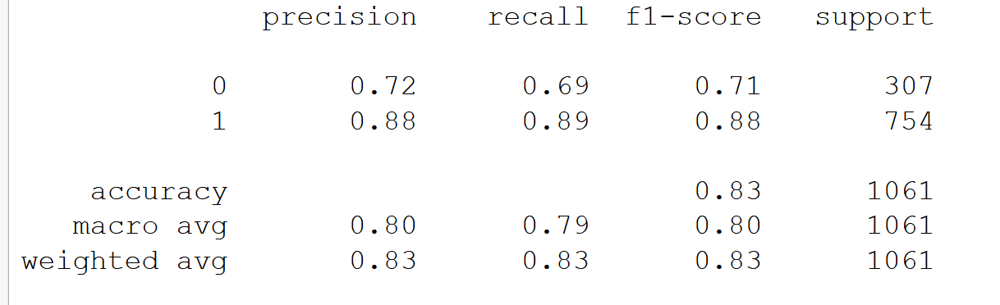 precision recall f1-score support
0 0.72 0.69 0.71 307
1 0.88 0.89 0.88 754
accuracy 0.83 1061
macro avg 0.80 0.79 0.80 1061
weighted avg 0.83 0.83 0.83 1061